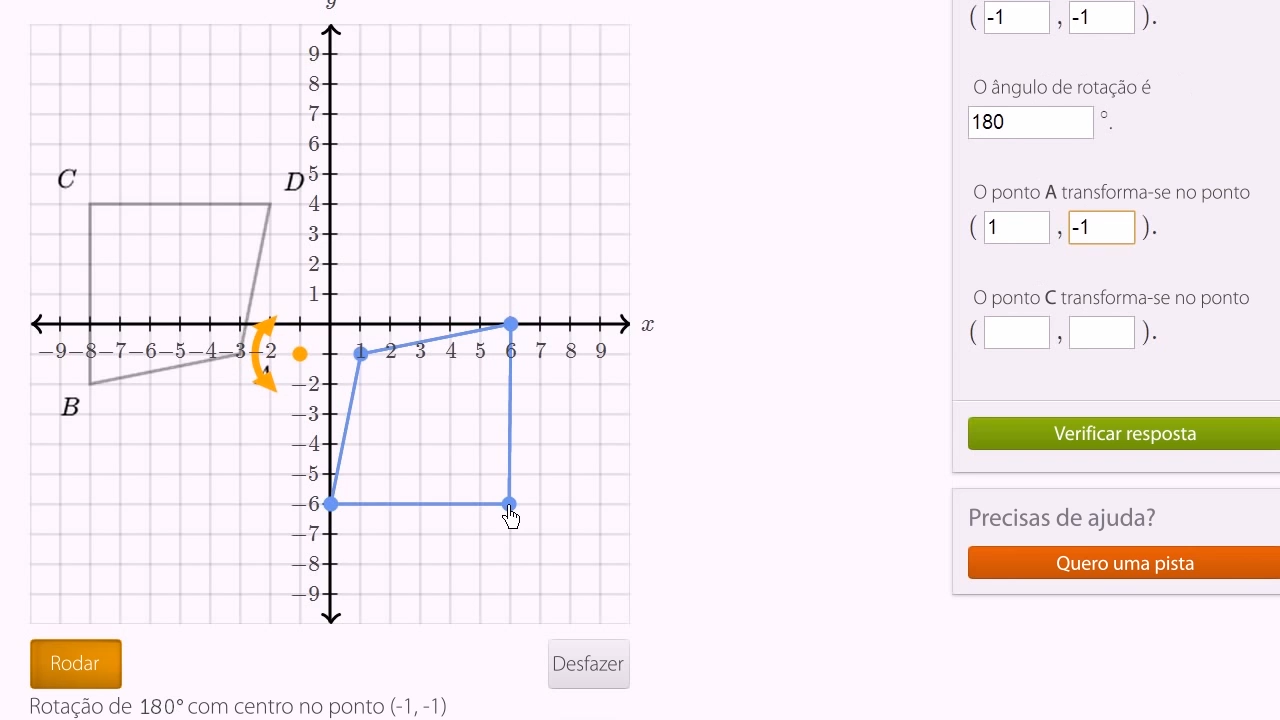 y
9
8
7
6
5
4
3
2
1
C
D
−9 −8 −7 −6 −5 −4 −3 −2 1 2 3 4 5 6 7 8 9
x
B
−2
−3
−4
−5
−6
−7
−8
−9
Rodar
Desfazer
Rotação de 180° com centro no ponto (-1, -1)
( -1 , -1 ).
O ângulo de rotação é
180 °.
O ponto A transforma-se no ponto
( 1 , -1 ).
O ponto C transforma-se no ponto
( , ).
Verificar resposta
Precisas de ajuda?
Quero uma pista